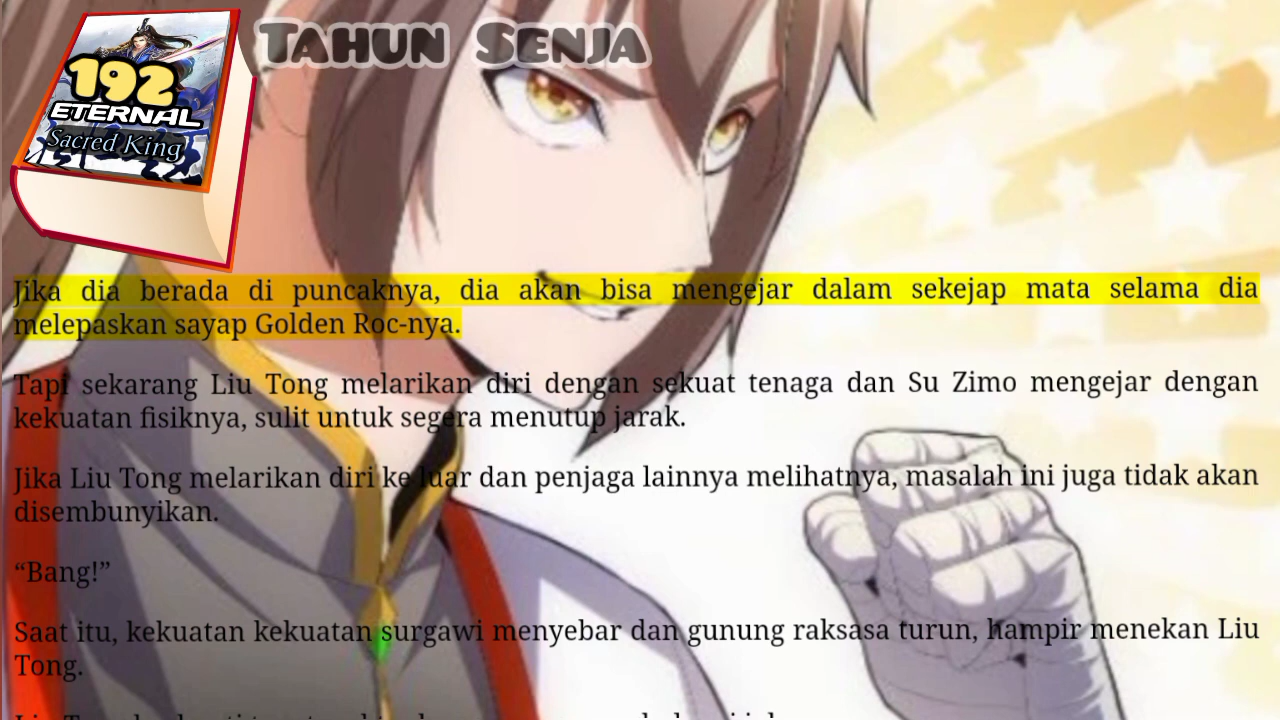 TAHUN SENJA
192
ETERNAL
Sacred King
Jika dia berada di puncaknya, dia akan bisa mengejar dalam sekejap mata selama dia
melepaskan sayap Golden Roc-nya.
Tapi sekarang Liu Tong melarikan diri dengan sekuat tenaga dan Su Zimo mengejar dengan
kekuatan fisiknya, sulit untuk segera menutup jarak.
Jika Liu Tong melarikan diri ke luar dan penjaga lainnya melihatnya, masalah ini juga tidak akan
disembunyikan.
“Bang!”
Saat itu, kekuatan kekuatan surgawi menyebar dan gunung raksasa turun, hampir menekan Liu
Tong.